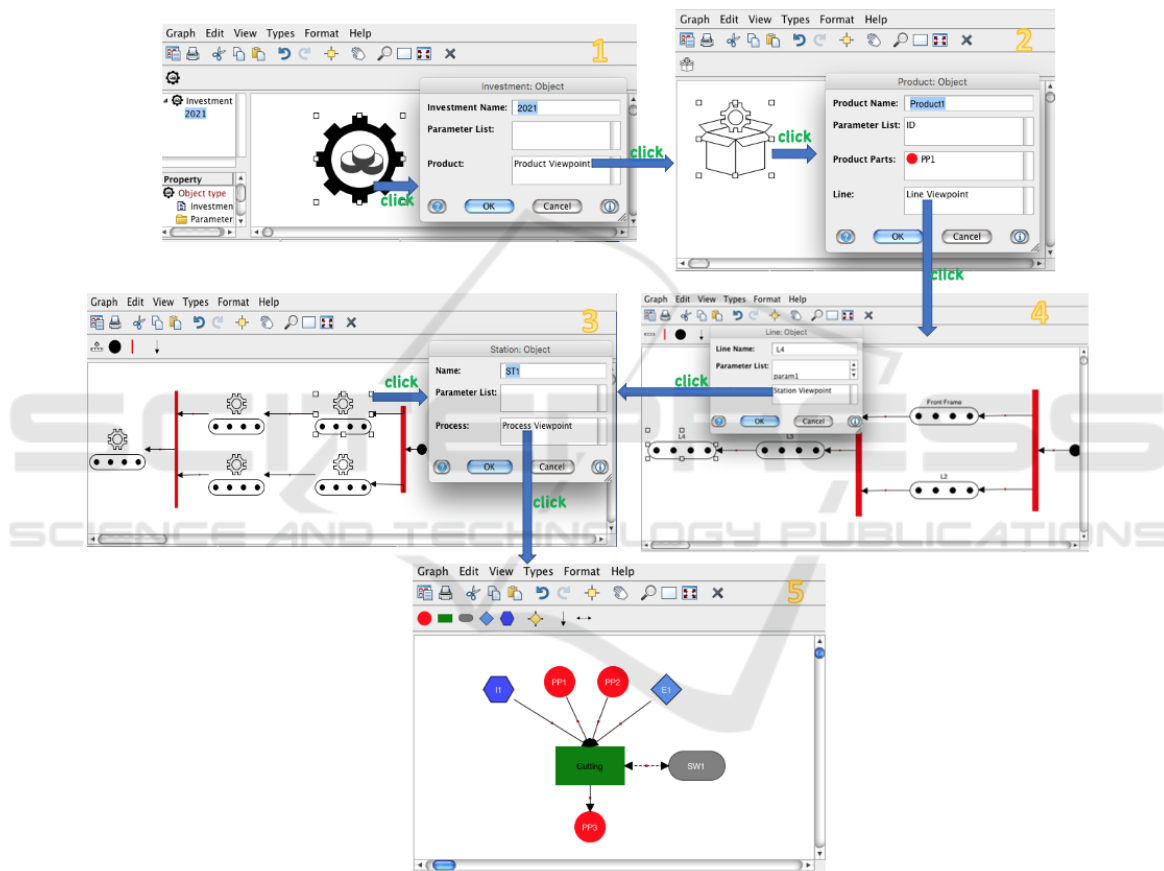 Graph Edit View Types Format Help
1
Investment
2021
Property
Object type
Investmen
Parameter
Investment: Object
Investment Name: 2021
Parameter List:
Product: Product Viewpoint
OK Cancel
click
click
Graph Edit View Types Format Help
2
Product: Object
Product Name: Product1
Parameter List: ID
Product Parts: PP1
Line: Line Viewpoint
OK Cancel
click
click
Graph Edit View Types Format Help
3
Station: Object
Name: ST1
Parameter List:
Process: Process Viewpoint
OK Cancel
click
click
Graph Edit View Types Format Help
4
Line: Object
Line Name: L4
Parameter List:
param1
Station Viewpoint
OK Cancel
click
Front Frame
L4
L3
L2
SCITEPRESS
SCIENCE AND TECHNOLOGY PUBLICATIONS
Graph Edit View Types Format Help
5
I1 PP1 PP2 E1
Cutting SW1
PP3